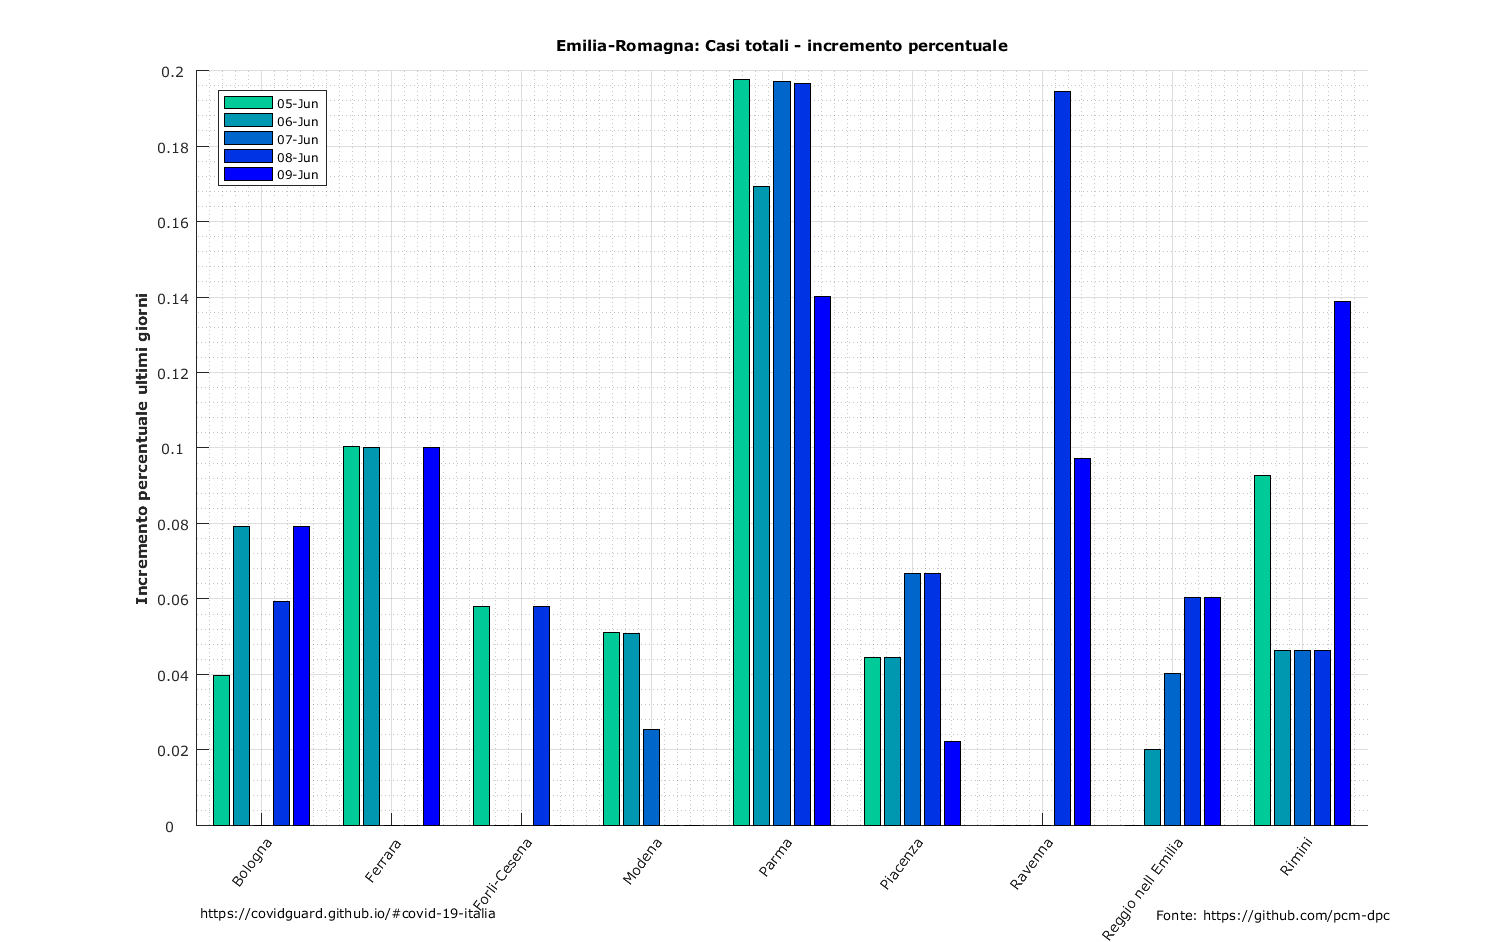 Emilia-Romagna: Casi totali - incremento percentuale
0.2
0.18
0.16
0.14
0.12
0.1
0.08
0.06
0.04
0.02
0
Incremento percentuale ultimi giorni
05-Jun
06-Jun
07-Jun
08-Jun
09-Jun
Bologna
Ferrara
Forlì-Cesena
Modena
Parma
Piacenza
Ravenna
Reggio nell Emilia
Rimini
https://covidguard.github.io/#covid-19-italia
Fonte: https://github.com/pcm-dpc